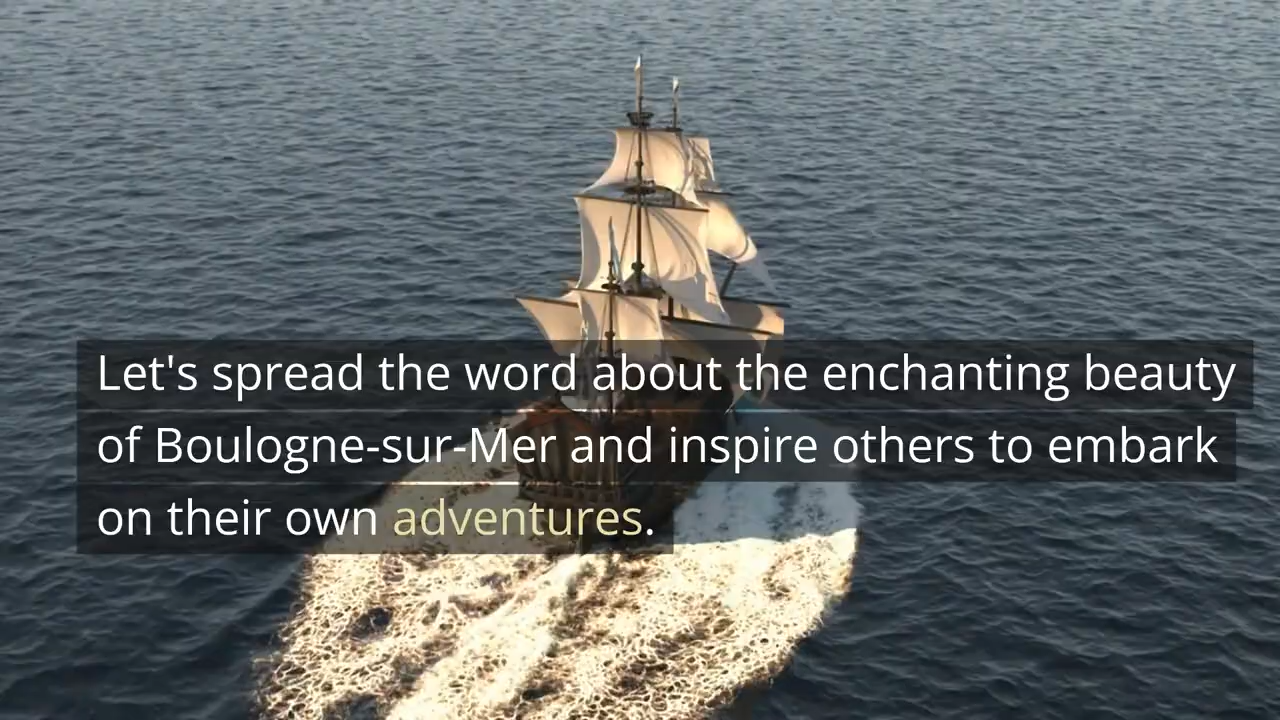 Let's spread the word about the enchanting beauty
of Boulogne-sur-Mer and inspire others to embark
on their own adventures.